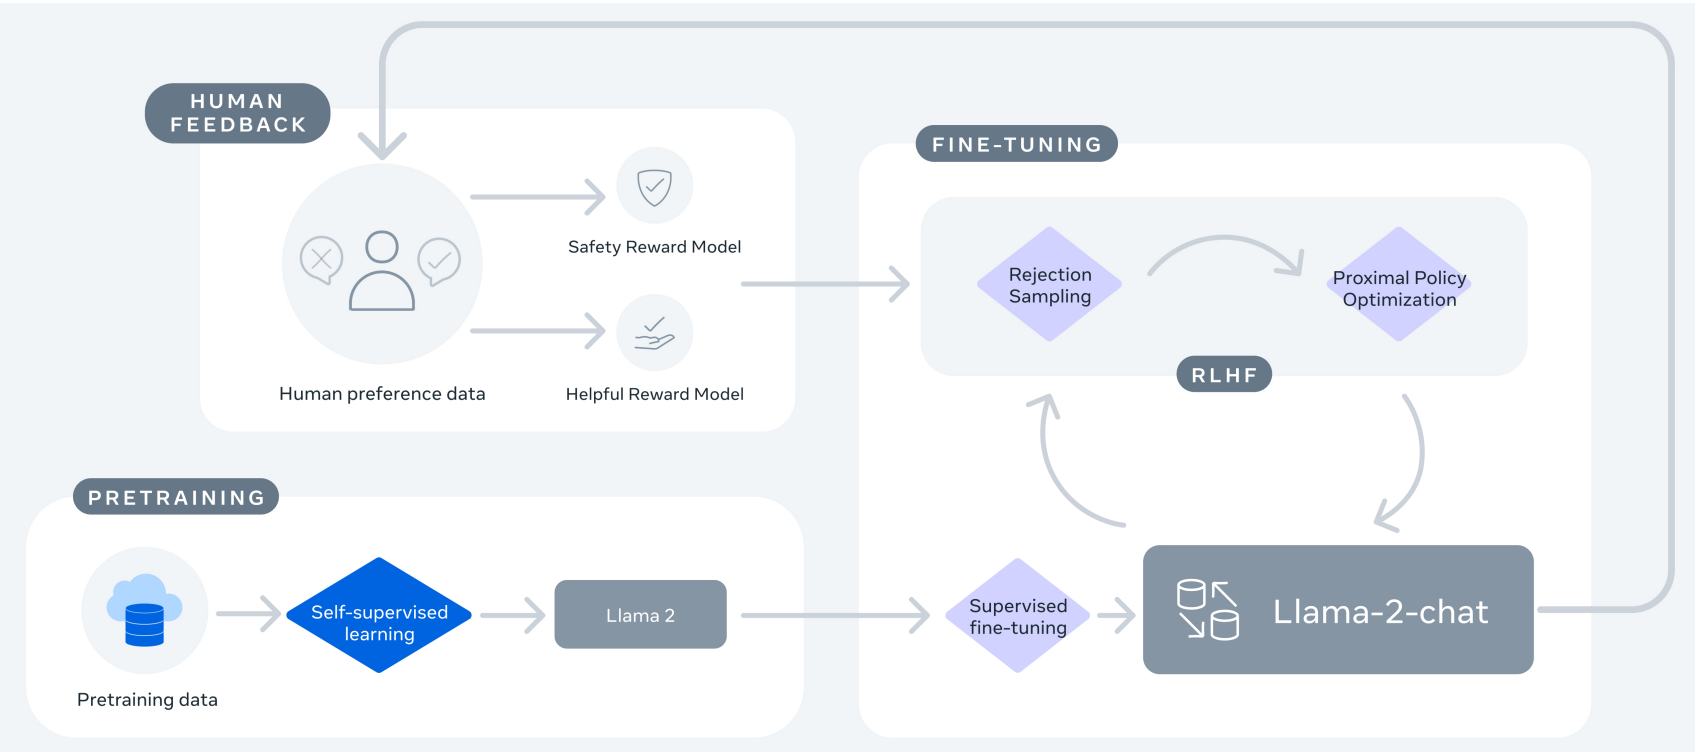 HUMAN
FEEDBACK
Human preference data
Safety Reward Model
Helpful Reward Model
FINE-TUNING
Rejection
Sampling
Proximal Policy
Optimization
RLHF
PRETRAINING
Pretraining data
Self-supervised
learning
Llama 2
Supervised
fine-tuning
Llama-2-chat